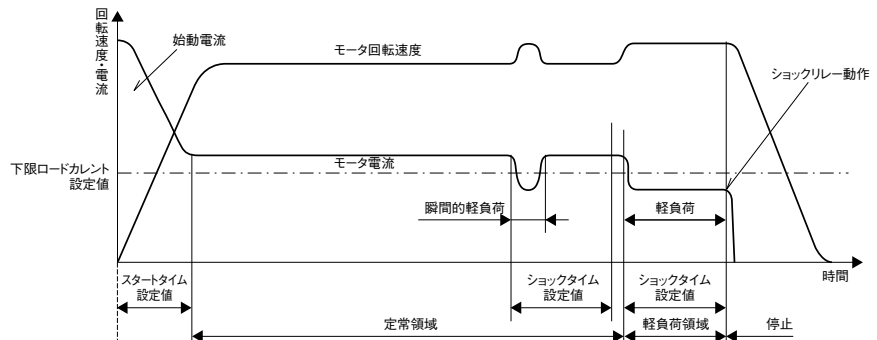 回転速度・電流
始動電流
モータ回転速度
ショックリレー動作
下限ロードカレント
設定値
モータ電流
瞬間的軽負荷
軽負荷
時間
スタートタイム
設定値
ショックタイム
設定値
ショックタイム
設定値
定常領域
軽負荷領域
停止